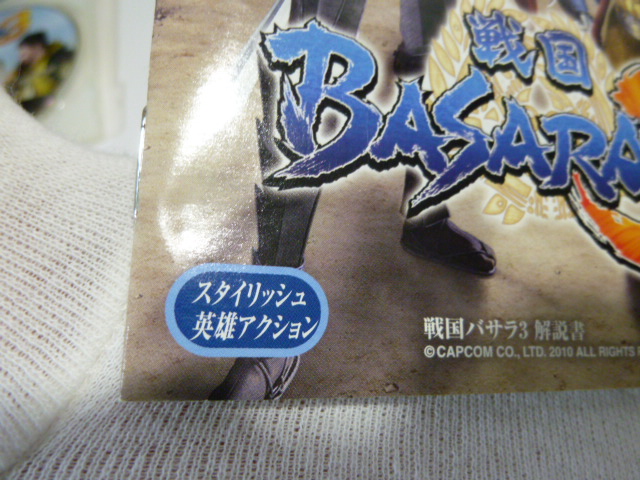 戦国
BASARA
スタイリッシュ
英雄アクション
戦国バサラ3 解説書
©CAPCOM CO., LTD. 2010 ALL RIGHTS